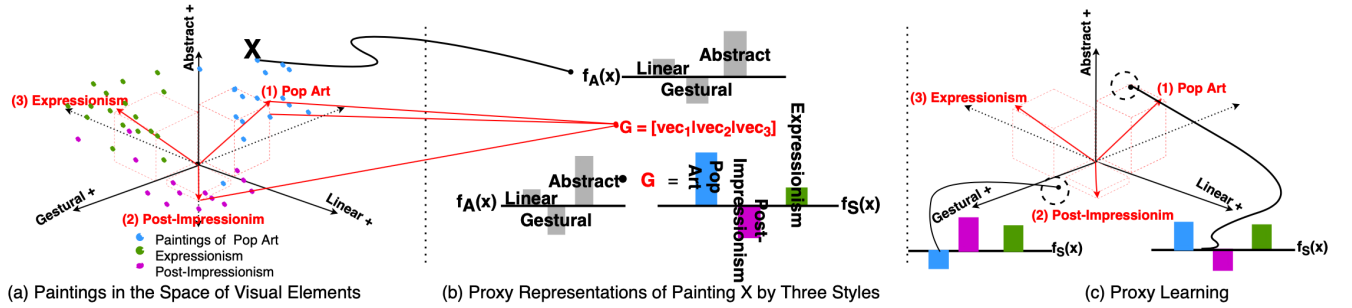 Abstract +
X
(3) Expressionism
(1) Pop Art
Gestural +
Linear +
(2) Post-Impressionim
Paintings of Pop Art
Expressionism
Post-Impressionism
(a) Paintings in the Space of Visual Elements
fA(x)
Linear
Abstract
Gestural
G = [vec1|vec2|vec3]
fA(x)
Linear
Abstract
Gestural
G =
Pop
Art
Post-
Impressionism
Expressionism
fS(x)
(b) Proxy Representations of Painting X by Three Styles
Abstract +
(3) Expressionism
(1) Pop Art
Gestural +
Linear +
(2) Post-Impressionim
fS(x)
fS(x)
(c) Proxy Learning